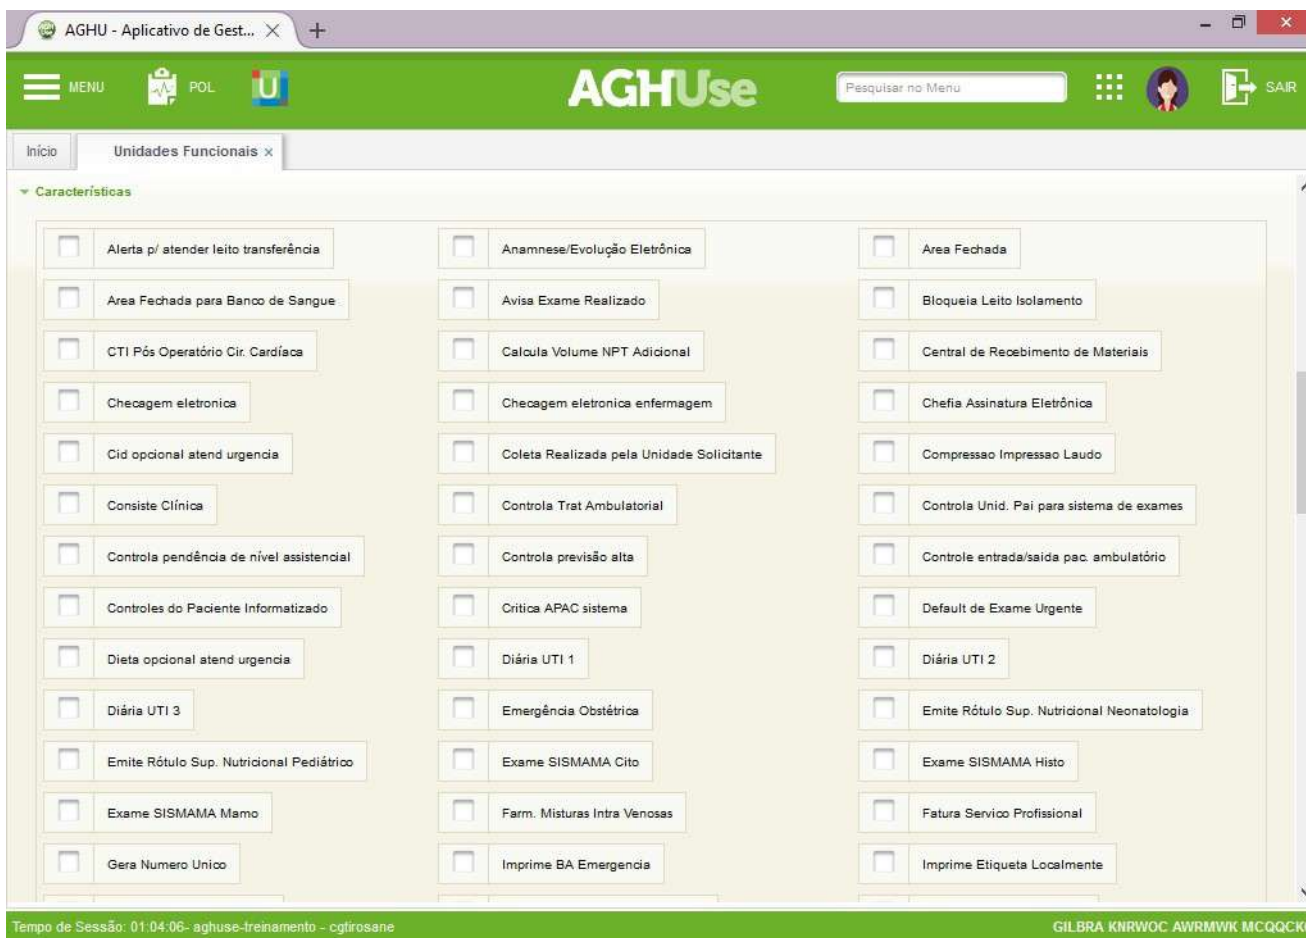 AGHU - Aplicativo de Gest...
MENU POL U AGHUse Pesquisar no Menu SAIR
Início Unidades Funcionais x
Características
Alerta p/ atender leito transferência Anamnese/Evolução Eletrônica Area Fechada
Area Fechada para Banco de Sangue Avisa Exame Realizado Bloqueia Leito Isolamento
CTI Pós Operatório Cir. Cardíaca Calcula Volume NPT Adicional Central de Recebimento de Materiais
Checagem eletronica Checagem eletronica enfermagem Chefia Assinatura Eletrônica
Cid opcional atend urgencia Coleta Realizada pela Unidade Solicitante Compressao Impressao Laudo
Consiste Clínica Controla Trat Ambulatorial Controla Unid. Pai para sistema de exames
Controla pendência de nível assistencial Controla previsão alta Controle entrada/saida pac. ambulatório
Controles do Paciente Informatizado Critica APAC sistema Default de Exame Urgente
Dieta opcional atend urgencia Diária UTI 1 Diária UTI 2
Diária UTI 3 Emergência Obstétrica Emite Rótulo Sup. Nutricional Neonatologia
Emite Rótulo Sup. Nutricional Pediátrico Exame SISMAMA Cito Exame SISMAMA Histo
Exame SISMAMA Mamo Farm. Misturas Intra Venosas Fatura Servico Profissional
Gera Numero Unico Imprime BA Emergencia Imprime Etiqueta Localmente
Tempo de Sessão: 01:04:06- aghuse-treinamento - cgtirosane GILBRA KNRWOC AWRMWK MCQQCK